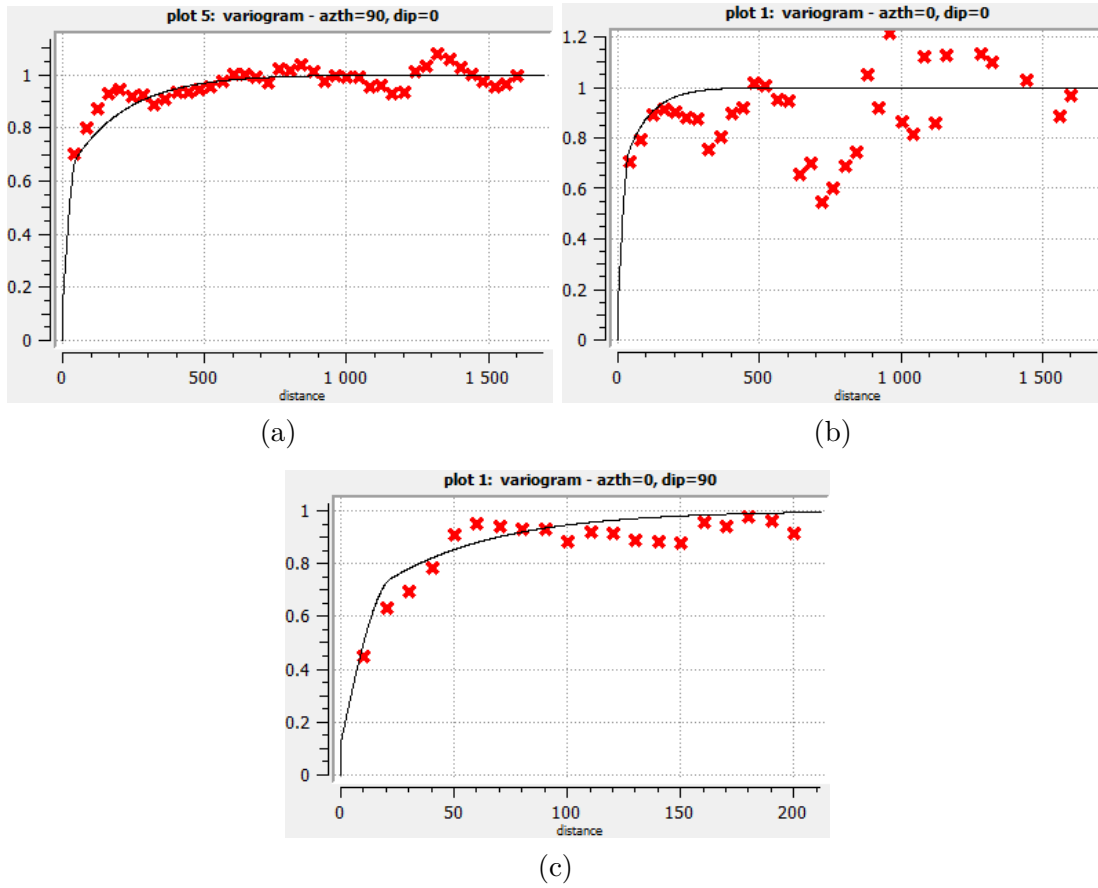 plot 5: variogram - azth=90, dip=0
1
0.8
0.6
0.4
0.2
0
0 500 1 000 1 500
distance
(a)
plot 1: variogram - azth=0, dip=0
1.2
1
0.8
0.6
0.4
0.2
0
0 500 1 000 1 500
distance
(b)
plot 1: variogram - azth=0, dip=90
1
0.8
0.6
0.4
0.2
0
0 50 100 150 200
distance
(c)